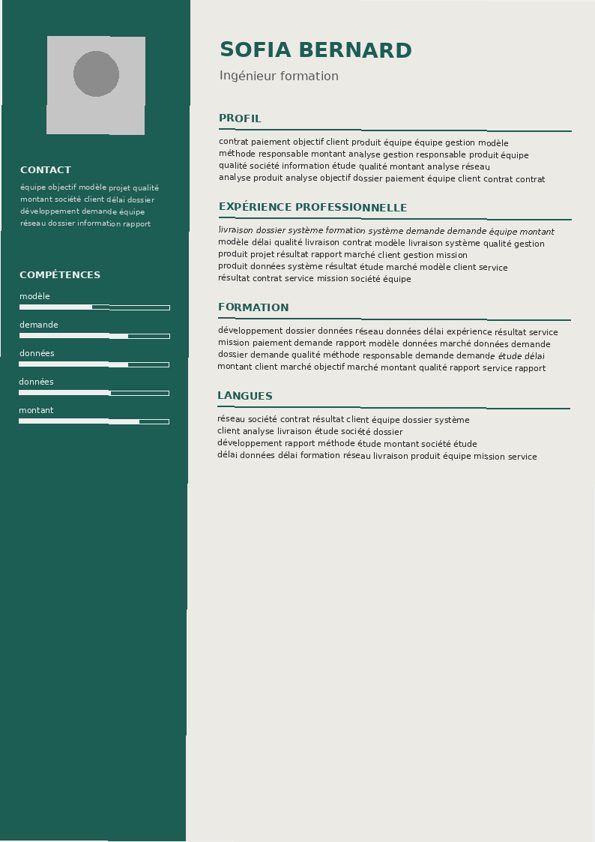 SOFIA BERNARD
Ingénieur formation
CONTACT
équipe objectif modèle projet qualité
montant société client délai dossier
développement demande équipe
réseau dossier information rapport
COMPÉTENCES
modèle
demande
données
données
montant
PROFIL
contrat paiement objectif client produit équipe équipe gestion modèle
méthode responsable montant analyse gestion responsable produit équipe
qualité société information étude qualité montant analyse réseau
analyse produit analyse objectif dossier paiement équipe client contrat contrat
EXPÉRIENCE PROFESSIONNELLE
livraison dossier système formation système demande demande équipe montant
modèle délai qualité livraison contrat modèle livraison système qualité gestion
produit projet résultat rapport marché client gestion mission
produit données système résultat étude marché modèle client service
résultat contrat service mission société équipe
FORMATION
développement dossier données réseau données délai expérience résultat service
mission paiement demande rapport modèle données marché données demande
dossier demande qualité méthode responsable demande demande étude délai
montant client marché objectif marché montant qualité rapport service rapport
LANGUES
réseau société contrat résultat client équipe dossier système
client analyse livraison étude société dossier
développement rapport méthode étude montant société étude
délai données délai formation réseau livraison produit équipe mission service